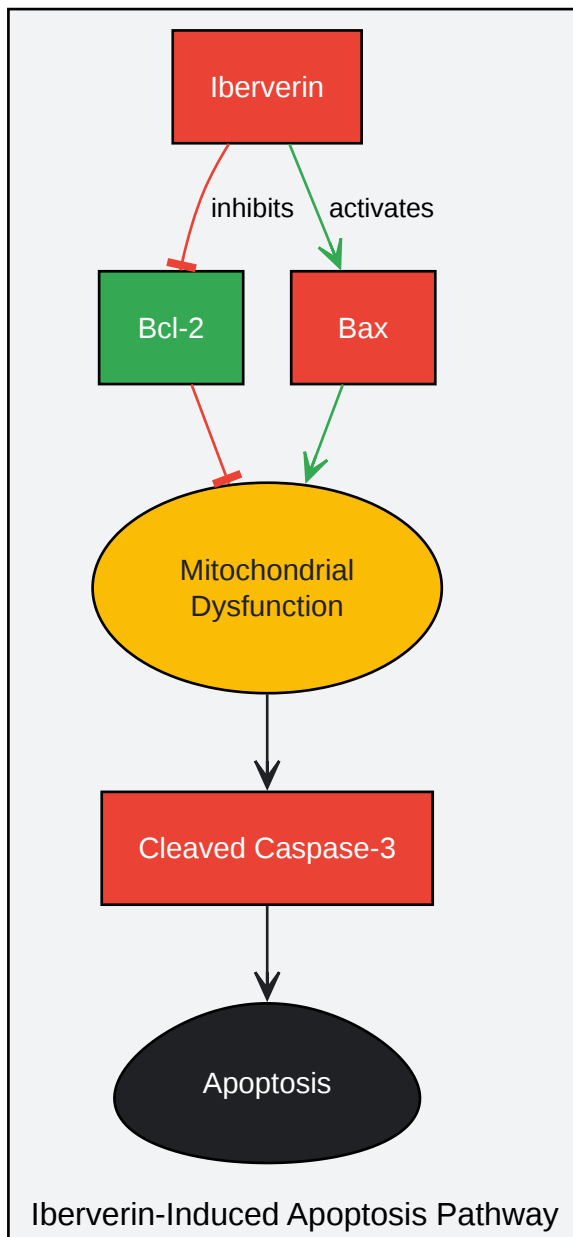 Iberverin
inhibits
activates
Bcl-2
Bax
Mitochondrial
Dysfunction
Cleaved Caspase-3
Apoptosis
Iberverin-Induced Apoptosis Pathway